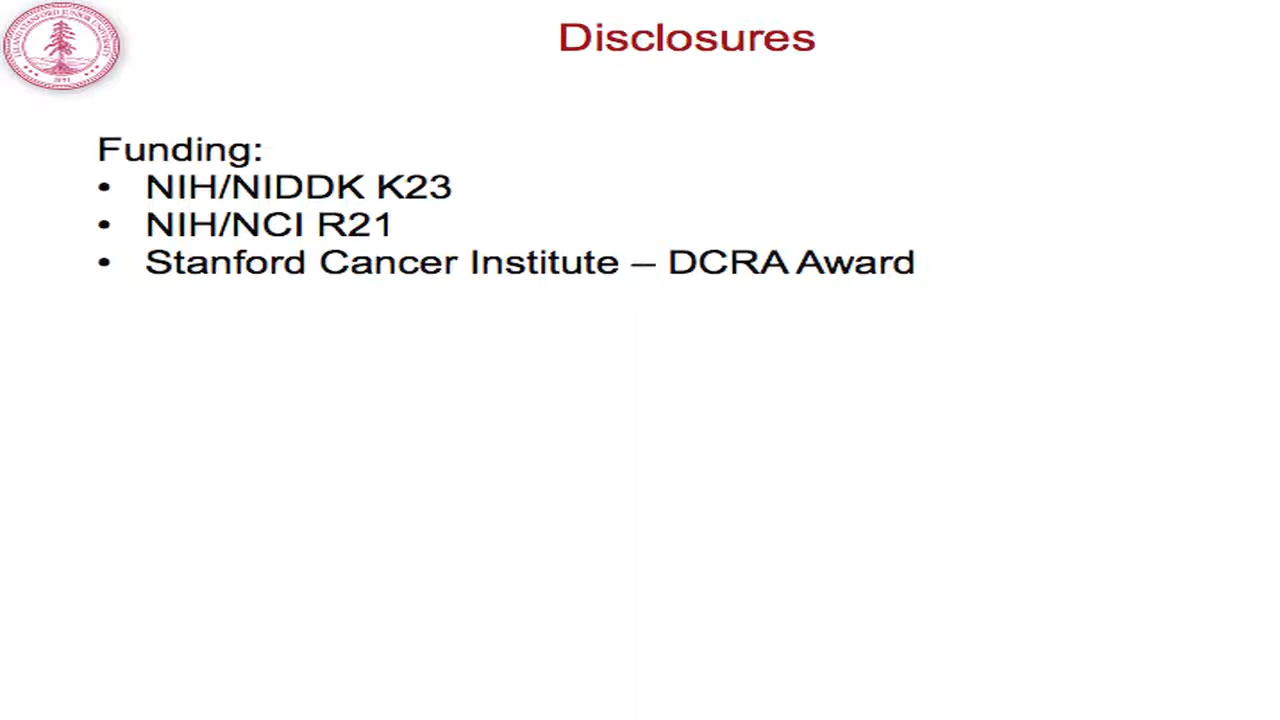 Disclosures
Funding:
• NIH/NIDDK K23
• NIH/NCI R21
• Stanford Cancer Institute – DCRA Award